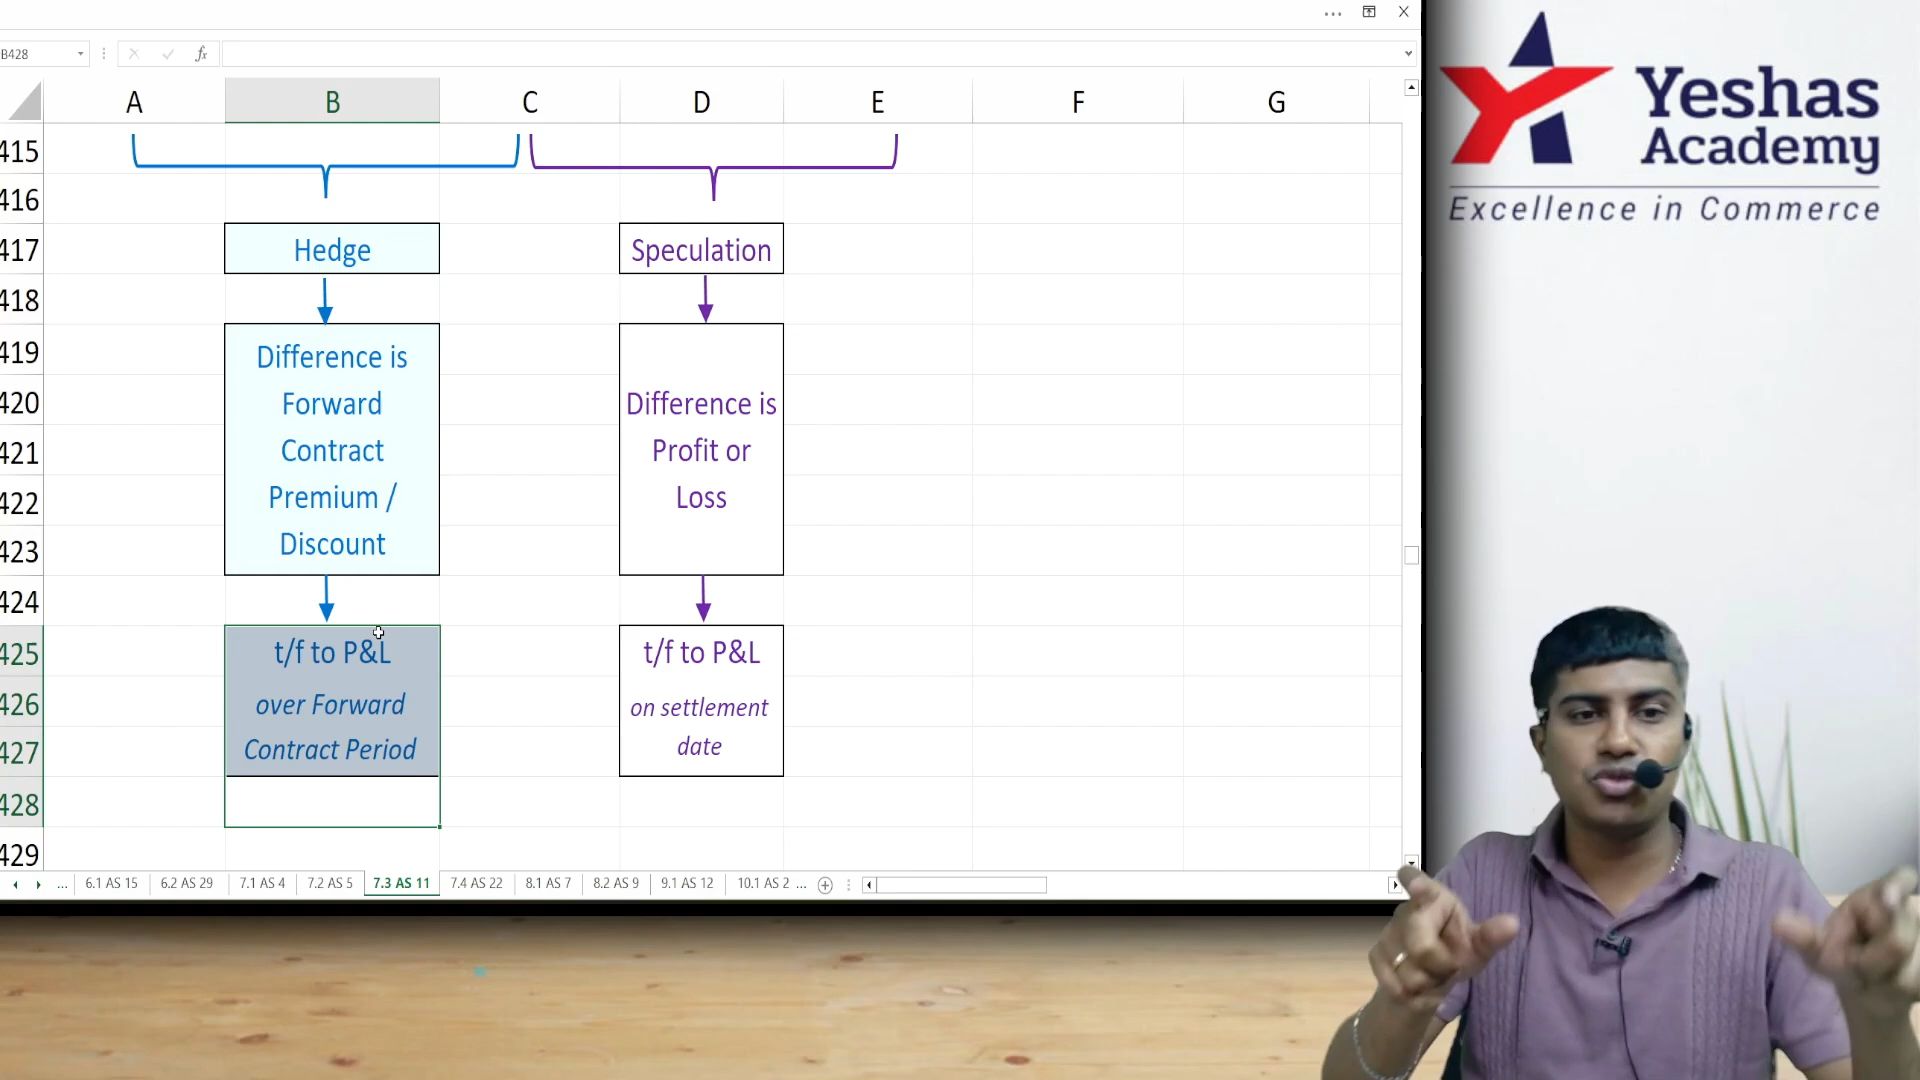 B428
fx
A B C D E F G
415
416
417
418
419
420
421
422
423
424
425
426
427
428
429
Hedge
Speculation
Difference is
Forward
Contract
Premium /
Discount
Difference is
Profit or
Loss
t/f to P&L
over Forward
Contract Period
t/f to P&L
on settlement
date
... 6.1 AS 15 6.2 AS 29 7.1 AS 4 7.2 AS 5 7.3 AS 11 7.4 AS 22 8.1 AS 7 8.2 AS 9 9.1 AS 12 10.1 AS 2 ...
Yeshas
Academy
Excellence in Commerce